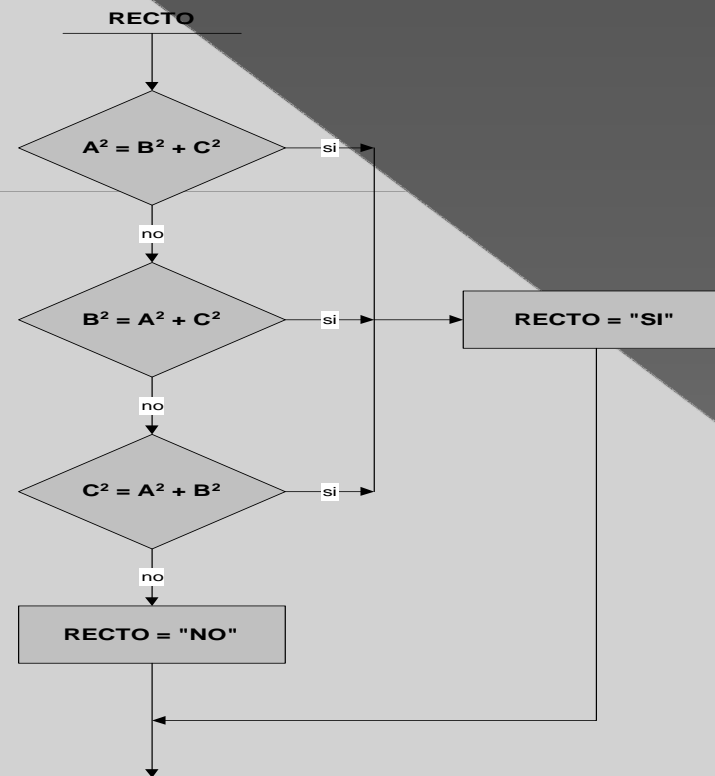 RECTO
A² = B² + C²
si
no
B² = A² + C²
si
RECTO = "SI"
no
C² = A² + B²
si
no
RECTO = "NO"